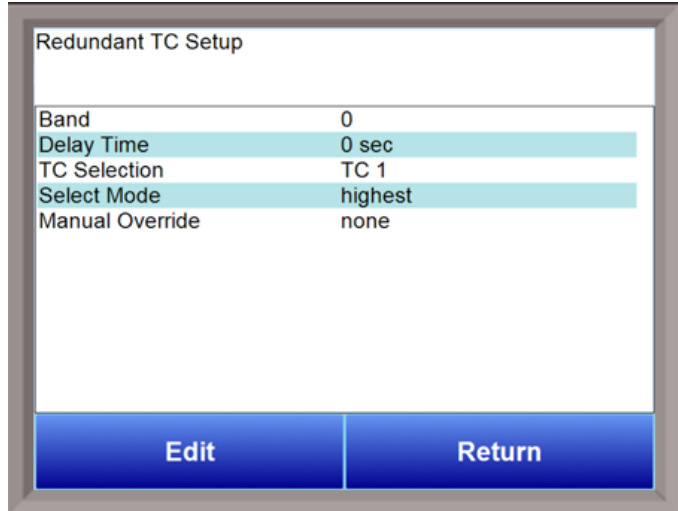 Redundant TC Setup
Band 0
Delay Time 0 sec
TC Selection TC 1
Select Mode highest
Manual Override none
Edit Return